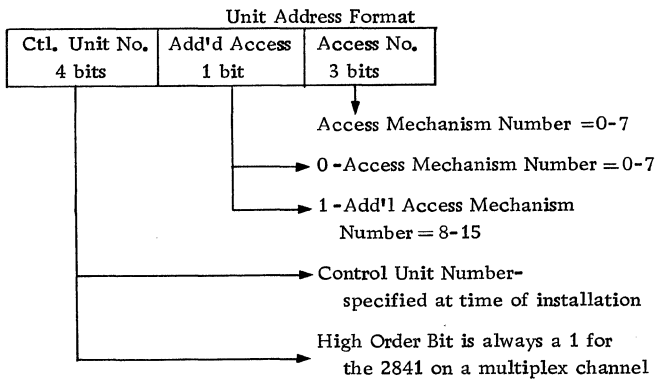 Unit Address Format
Ctl. Unit No. Add'd Access Access No.
4 bits 1 bit 3 bits
Access Mechanism Number =0-7
0-Access Mechanism Number =0-7
1-Add'l Access Mechanism
Number = 8-15
Control Unit Number-
specified at time of installation
High Order Bit is always a 1 for
the 2841 on a multiplex channel